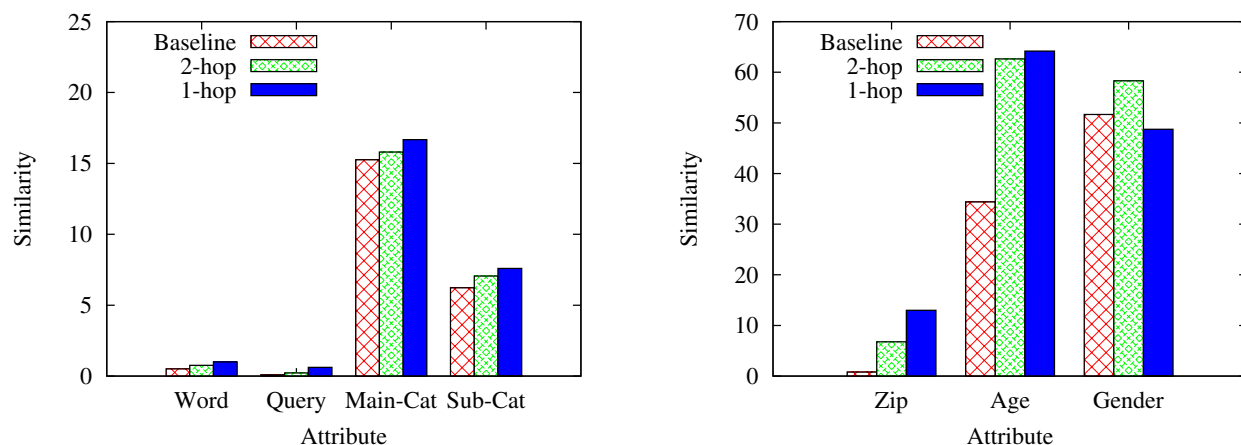 25
20
15
10
5
0
Similarity
Baseline
2-hop
1-hop
Word Query Main-Cat Sub-Cat
Attribute
70
60
50
40
30
20
10
0
Similarity
Baseline
2-hop
1-hop
Zip Age Gender
Attribute